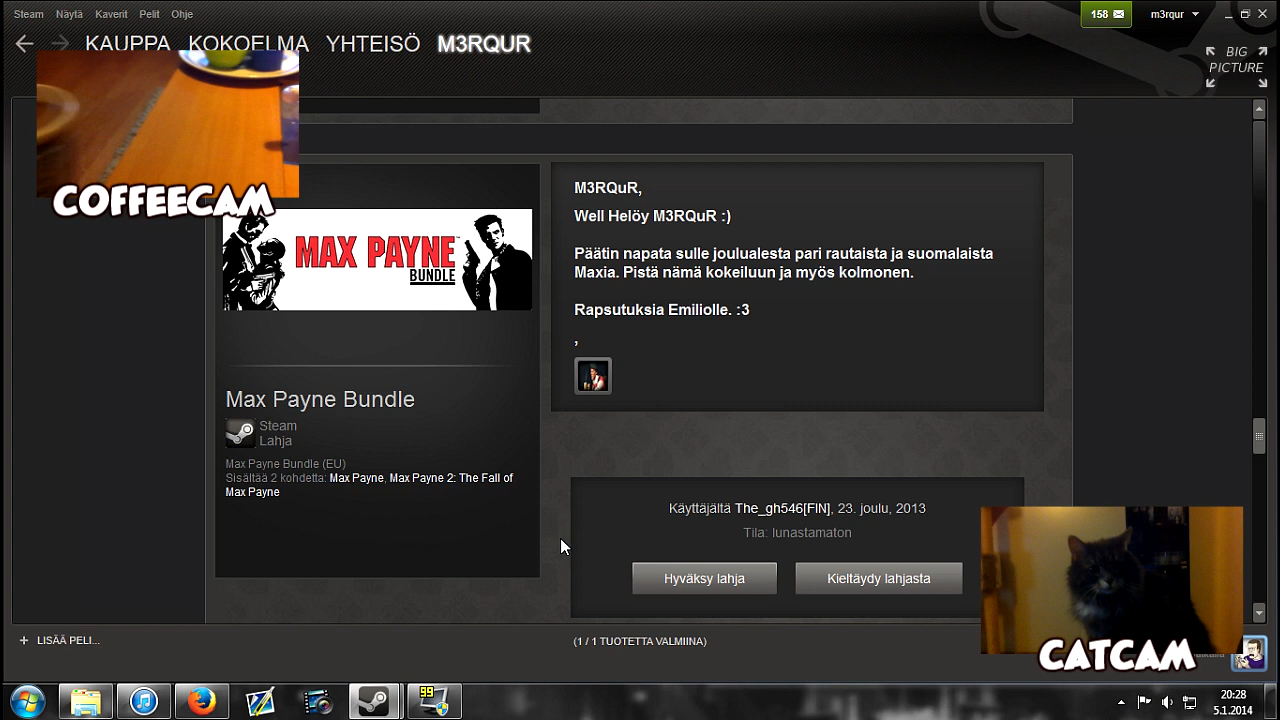 Steam Näytä Kaverit Pelit Ohje
158
m3rqur
KAUPPA KOKOELMA YHTEISÖ M3RQUR
BIG
PICTURE
COFFEECAM
MAX PAYNE
BUNDLE
Max Payne Bundle
Steam
Lahja
Max Payne Bundle (EU)
Sisältää 2 kohdetta: Max Payne, Max Payne 2: The Fall of
Max Payne
M3RQuR,
Well Helöy M3RQuR :)
Päätin napata sulle joulualesta pari rautaista ja suomalaista
Maxia. Pistä nämä kokeiluun ja myös kolmonen.
Rapsutuksia Emiliolle. :3
,
Käyttäjältä The_gh546[FIN], 23. joulu, 2013
Tila: lunastamaton
Hyväksy lahja
Kieltäydy lahjasta
CATCAM
+ LISÄÄ PELI...
(1 / 1 TUOTETTA VALMIINA)
99
20:28
5.1.2014